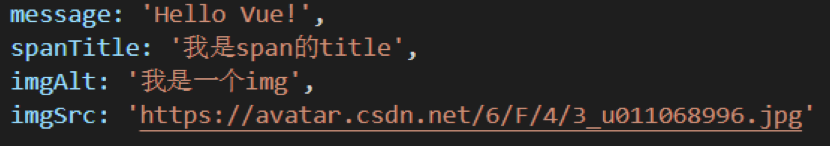 message: 'Hello Vue!',
spanTitle: '我是span的title',
imgAlt: '我是一个img',
imgSrc: 'https://avatar.csdn.net/6/F/4/3_u011068996.jpg'